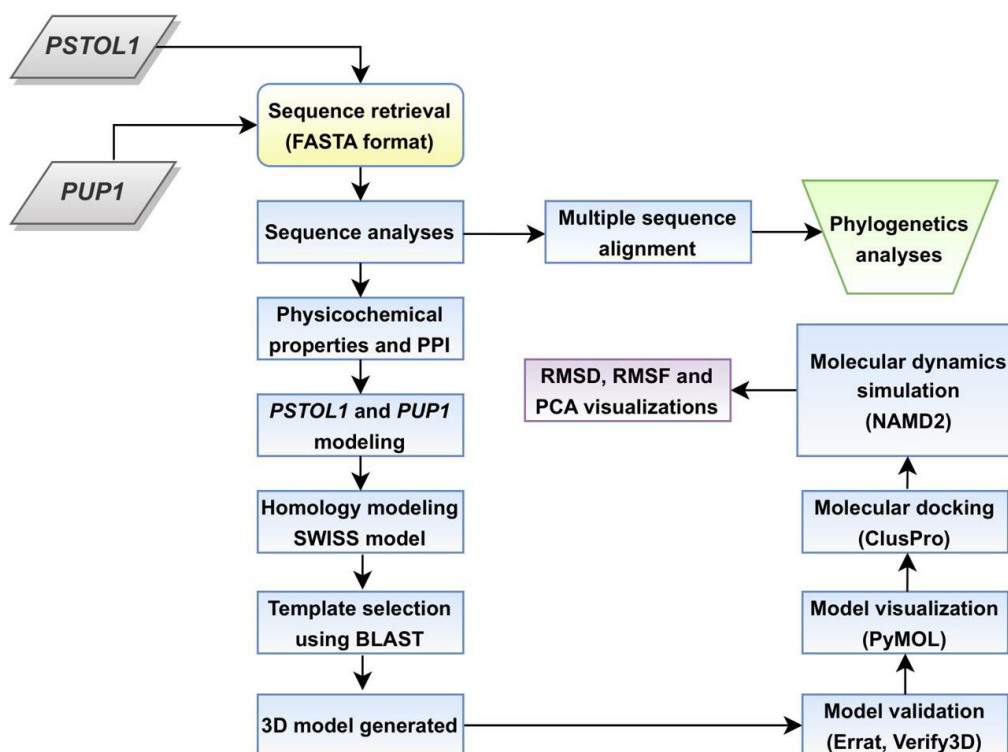 PSTOL1
PUP1
Sequence retrieval
(FASTA format)
Sequence analyses
Multiple sequence
alignment
Phylogenetics
analyses
Physicochemical
properties and PPI
PSTOL1 and PUP1
modeling
Homology modeling
SWISS model
Template selection
using BLAST
3D model generated
Model validation
(Errat, Verify3D)
Model visualization
(PyMOL)
Molecular docking
(ClusPro)
Molecular dynamics
simulation
(NAMD2)
RMSD, RMSF and
PCA visualizations